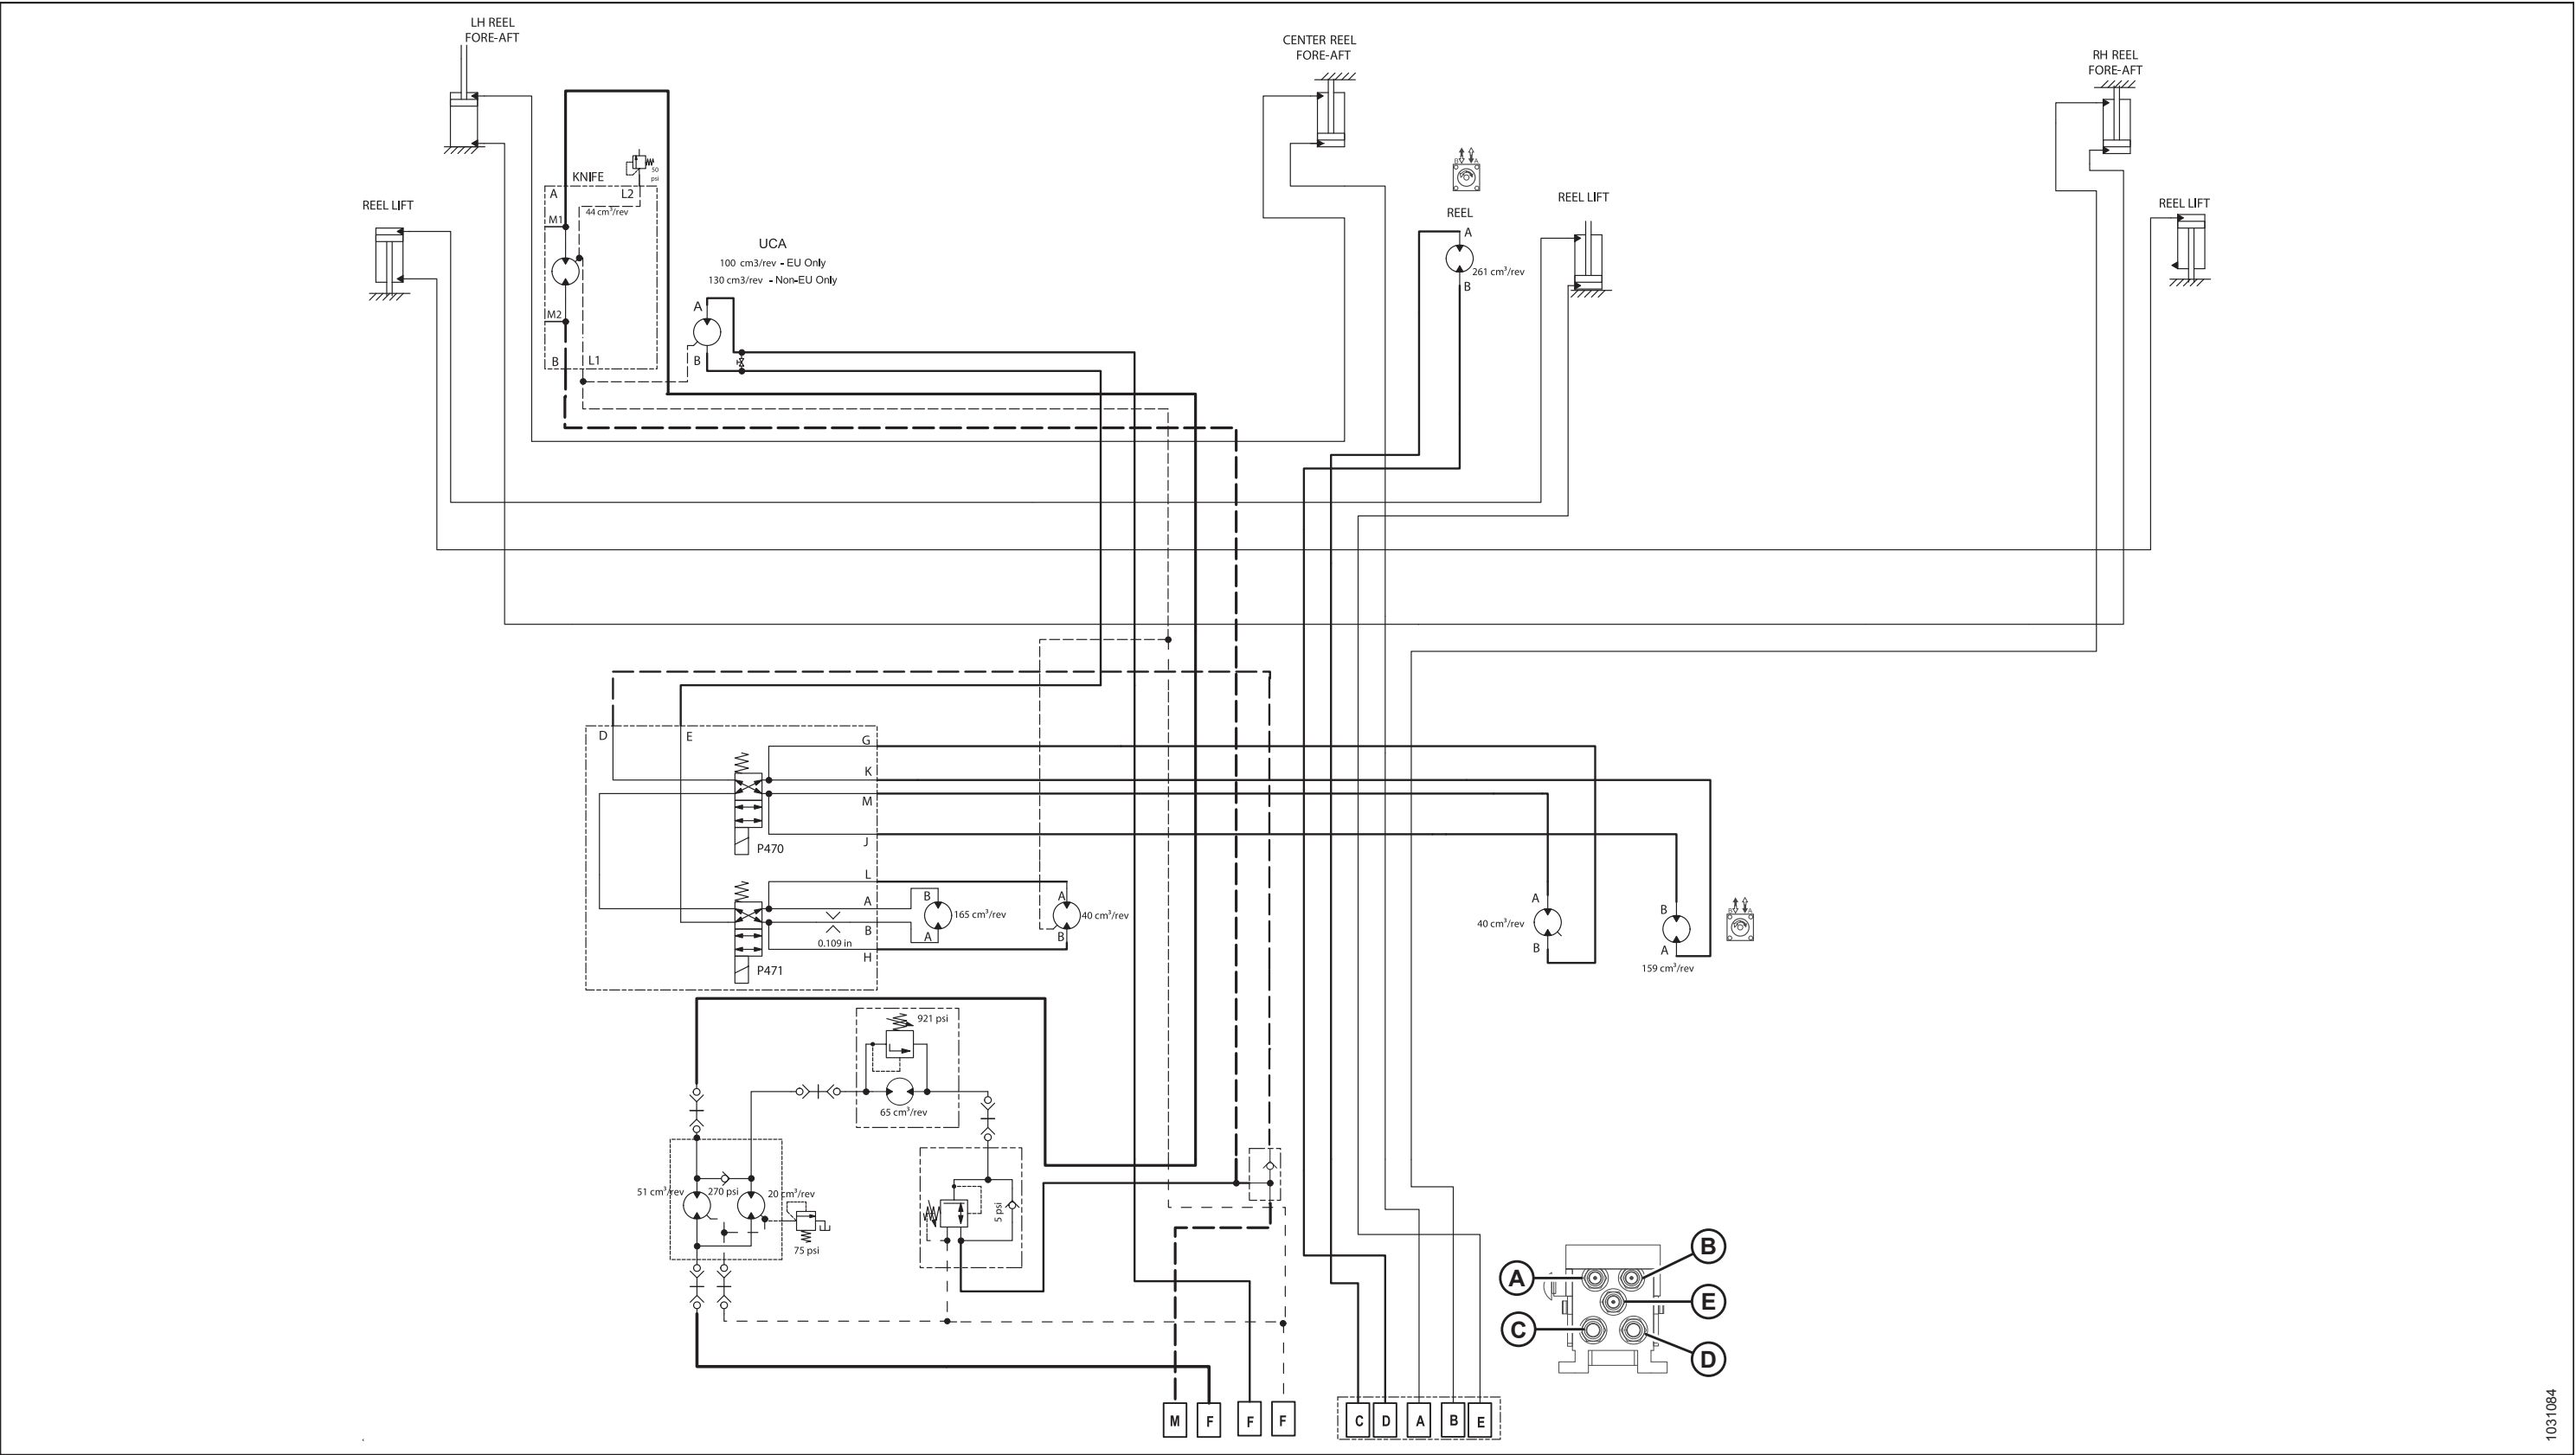 LH REEL
FORE-AFT
CENTER REEL
FORE-AFT
RH REEL
FORE-AFT
REEL LIFT
KNIFE
50
psi
A
L2
44 cm³/rev
M1
M2
B
L1
UCA
100 cm3/rev - EU Only
130 cm3/rev - Non-EU Only
A
B
B A
REEL
A
261 cm³/rev
B
REEL LIFT
REEL LIFT
D
E
G
K
M
J
P470
L
A
B
H
0.109 in
P471
B
165 cm³/rev
A
A
40 cm³/rev
B
A
40 cm³/rev
B
B
A
159 cm³/rev
B A
921 psi
65 cm³/rev
51 cm³/rev
270 psi
20 cm³/rev
75 psi
5 psi
A
B
E
C
D
M
F
F
F
C
D
A
B
E
1031084